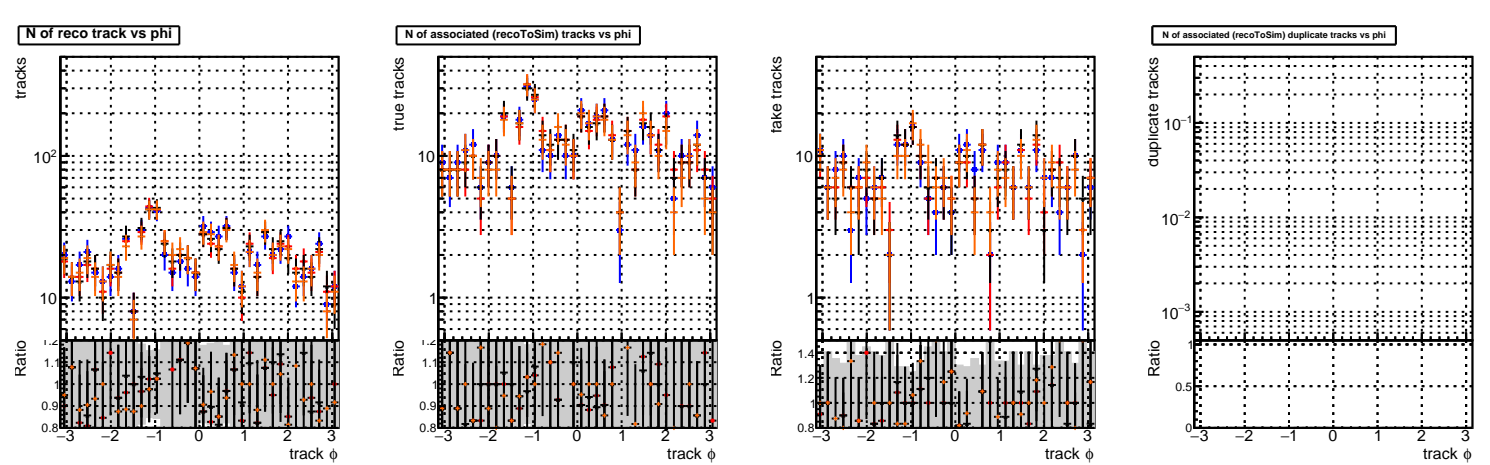 N of reco track vs phi
tracks
10²
10
Ratio
1.2
1.1
1
0.9
0.8
−3 −2 −1 0 1 2 3
track ϕ
N of associated (recoToSim) tracks vs phi
true tracks
10
1
Ratio
1.2
1.1
1
0.9
0.8
−3 −2 −1 0 1 2 3
track ϕ
fake tracks
10
1
Ratio
1.4
1.2
1
0.8
−3 −2 −1 0 1 2 3
track ϕ
N of associated (recoToSim) duplicate tracks vs phi
duplicate tracks
10⁻¹
10⁻²
10⁻³
Ratio
1
0.5
0
−3 −2 −1 0 1 2 3
track ϕ